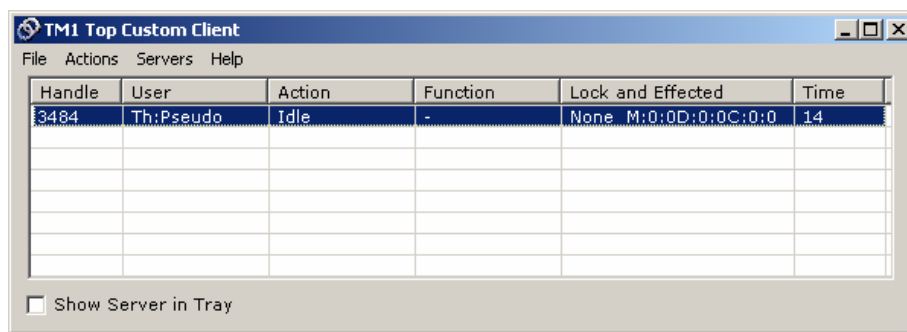 TM1 Top Custom Client
File Actions Servers Help
Handle User Action Function Lock and Effected Time
3484 Th:Pseudo Idle - None M:0:0D:0:0C:0:0 14
Show Server in Tray